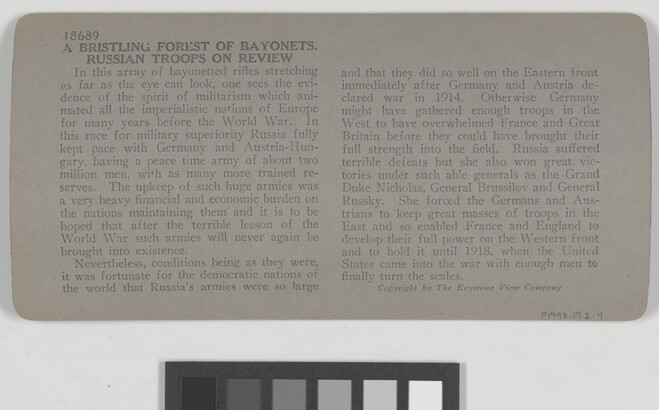 18689
A BRISTLING FOREST OF BAYONETS.
RUSSIAN TROOPS ON REVIEW
In this array of bayonetted rifles stretching
as far as the eye can look, one sees the evi-
dence of the spirit of militarism which ani-
mated all the imperialistic nations of Europe
for many years before the World War. In
this race for military superiority Russia fully
kept pace with Germany and Austria-Hun-
gary, having a peace time army of about two
million men, with as many more trained re-
serves. The upkeep of such huge armies was
a very heavy financial and economic burden on
the nations maintaining them and it is to be
hoped that after the terrible lesson of the
World War such armies will never again be
brought into existence.
Nevertheless, conditions being as they were,
it was fortunate for the democratic nations of
the world that Russia's armies were so large
and that they did so well on the Eastern front
immediately after Germany and Austria de-
clared war in 1914. Otherwise Germany
might have gathered enough troops in the
West to have overwhelmed France and Great
Britain before they could have brought their
full strength into the field. Russia suffered
terrible defeats but she also won great vic-
tories under such able generals as the Grand
Duke Nicholas, General Brussilov and General
Russky. She forced the Germans and Aus-
trians to keep great masses of troops in the
East and so enabled France and England to
develop their full power on the Western front
and to hold it until 1918, when the United
States came into the war with enough men to
finally turn the scales.
Copyright by The Keystone View Company
P1993.19.2.4